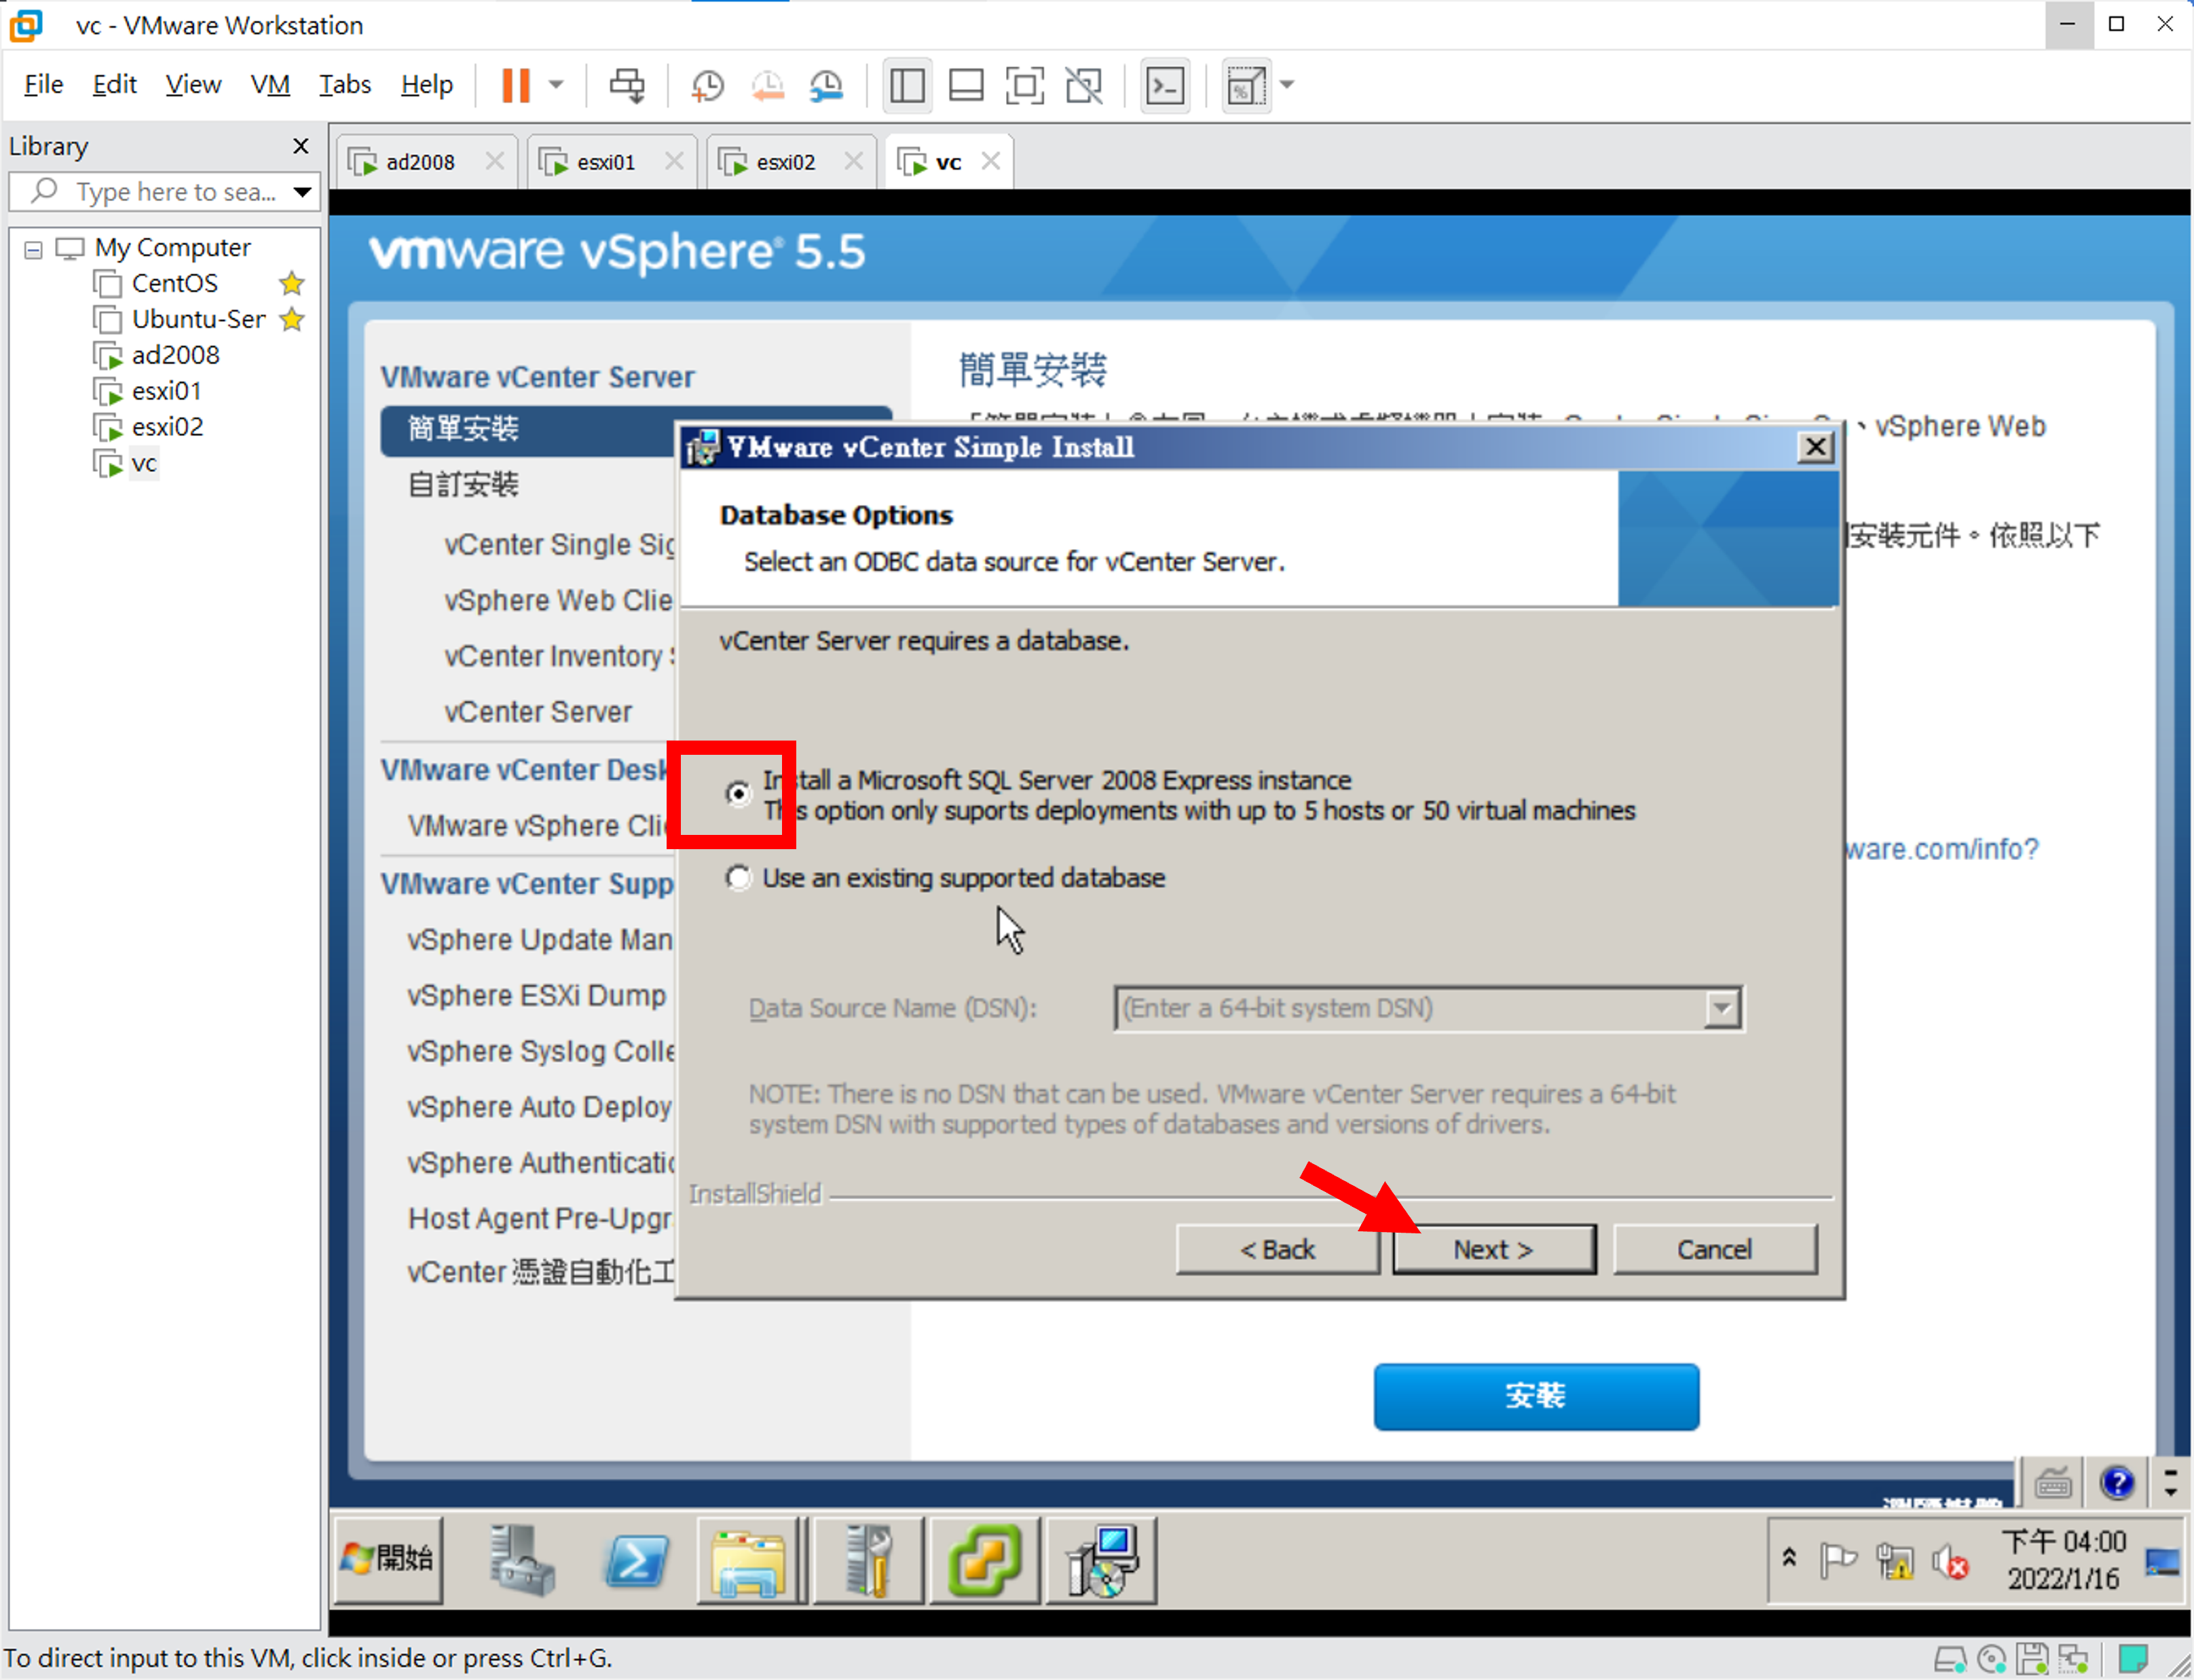 vc - VMware Workstation
File Edit View VM Tabs Help
Library
Type here to sea...
My Computer
CentOS
Ubuntu-Ser
ad2008
esxi01
esxi02
vc
ad2008 esxi01 esxi02 vc
vmware vSphere® 5.5
VMware vCenter Server
簡單安裝
自訂安裝
vCenter Single Sig
vSphere Web Clie
vCenter Inventory
vCenter Server
VMware vCenter Desk
VMware vSphere Clie
VMware vCenter Supp
vSphere Update Man
vSphere ESXi Dump
vSphere Syslog Colle
vSphere Auto Deploy
vSphere Authenticatio
Host Agent Pre-Upgra
vCenter 憑證自動化工
簡單安裝
、vSphere Web
安裝元件。依照以下
ware.com/info?
VMware vCenter Simple Install
Database Options
Select an ODBC data source for vCenter Server.
vCenter Server requires a database.
Install a Microsoft SQL Server 2008 Express instance
This option only suports deployments with up to 5 hosts or 50 virtual machines
Use an existing supported database
Data Source Name (DSN): (Enter a 64-bit system DSN)
NOTE: There is no DSN that can be used. VMware vCenter Server requires a 64-bit
system DSN with supported types of databases and versions of drivers.
InstallShield
< Back Next > Cancel
安裝
開始
下午 04:00
2022/1/16
To direct input to this VM, click inside or press Ctrl+G.